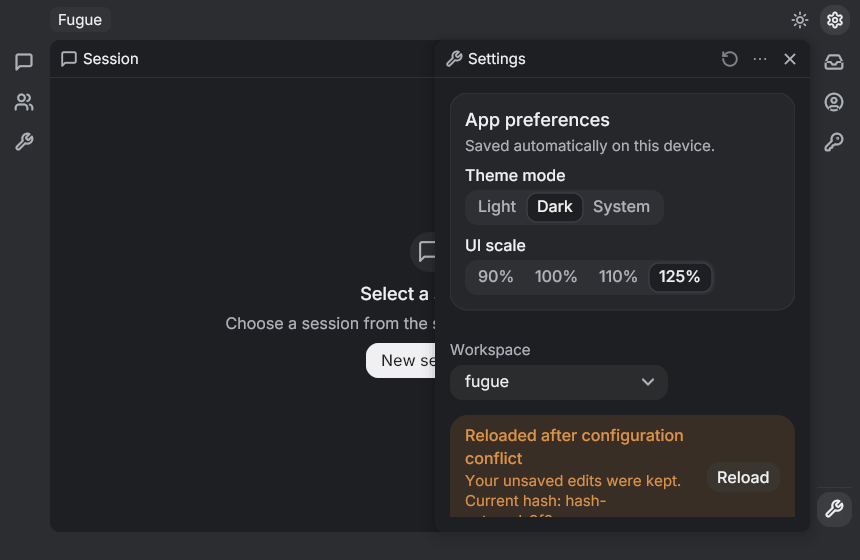 Fugue
Session
Settings
App preferences
Saved automatically on this device.
Theme mode
Light Dark System
UI scale
90% 100% 110% 125%
Select a
Choose a session from the
New se
Workspace
fugue
Reloaded after configuration
conflict
Your unsaved edits were kept.
Current hash: hash-
Reload